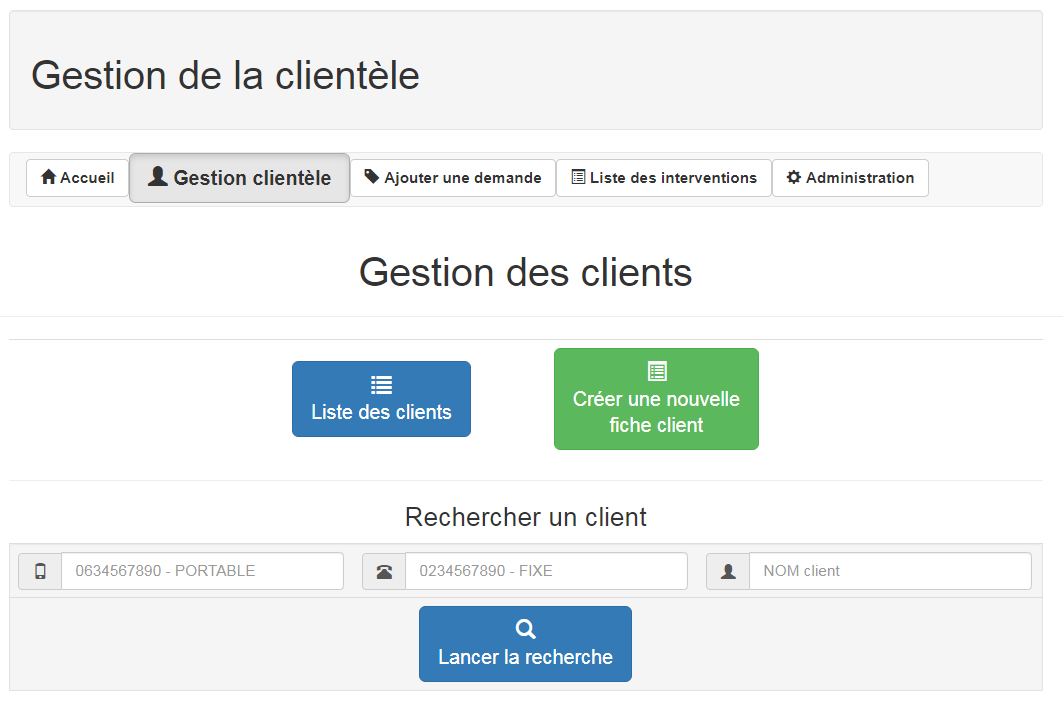 Gestion de la clientèle
Accueil Gestion clientèle Ajouter une demande Liste des interventions Administration
Gestion des clients
Liste des clients
Créer une nouvelle
fiche client
Rechercher un client
0634567890 - PORTABLE 0234567890 - FIXE NOM client
Lancer la recherche